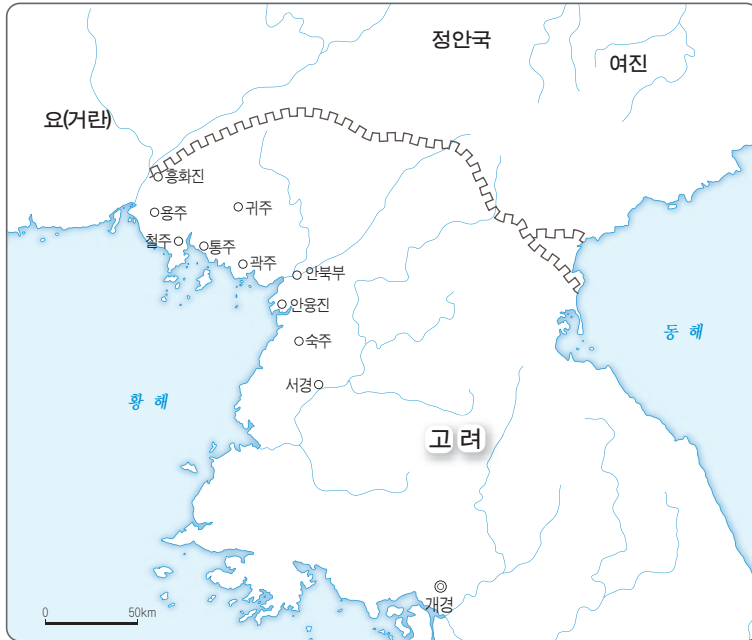 정안국
여진
요(거란)
흥화진
용주
귀주
철주
통주
곽주
안북부
안융진
숙주
동 해
서경
황 해
고 려
개경
0 50km